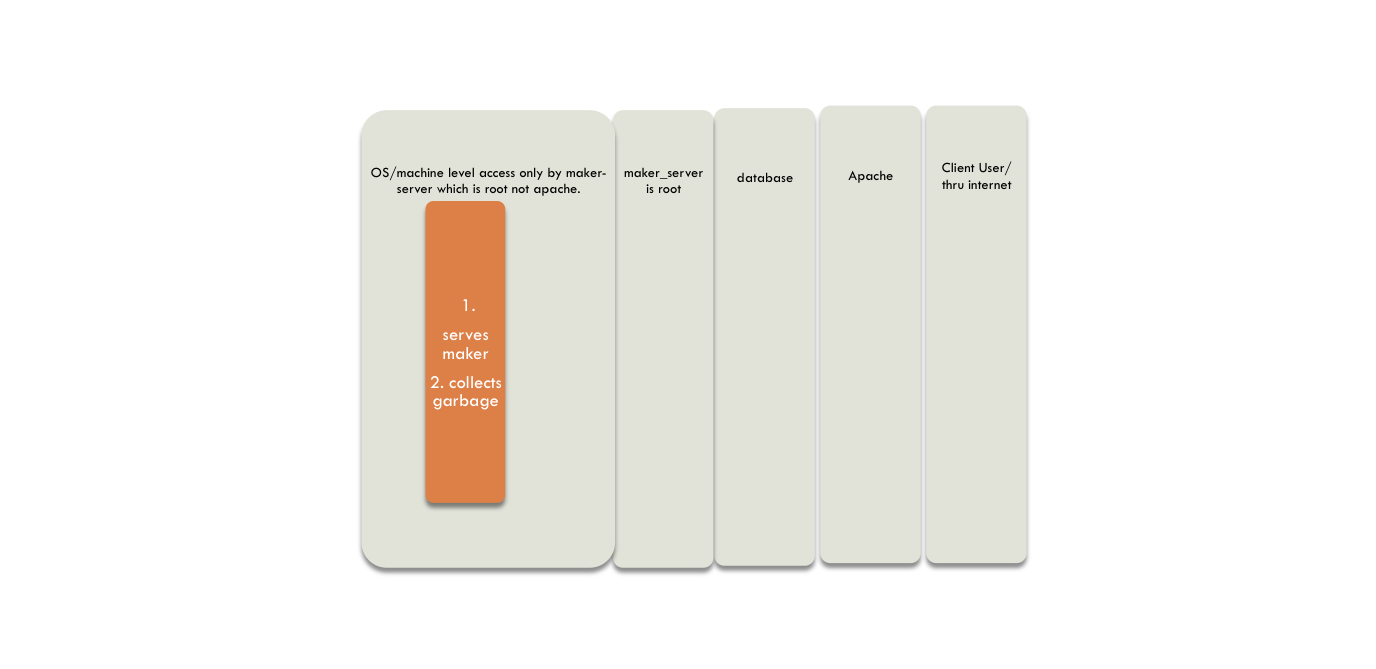 OS/machine level access only by maker-
server which is root not apache.
1.
serves
maker
2. collects
garbage
maker_server
is root
database
Apache
Client User/
thru internet